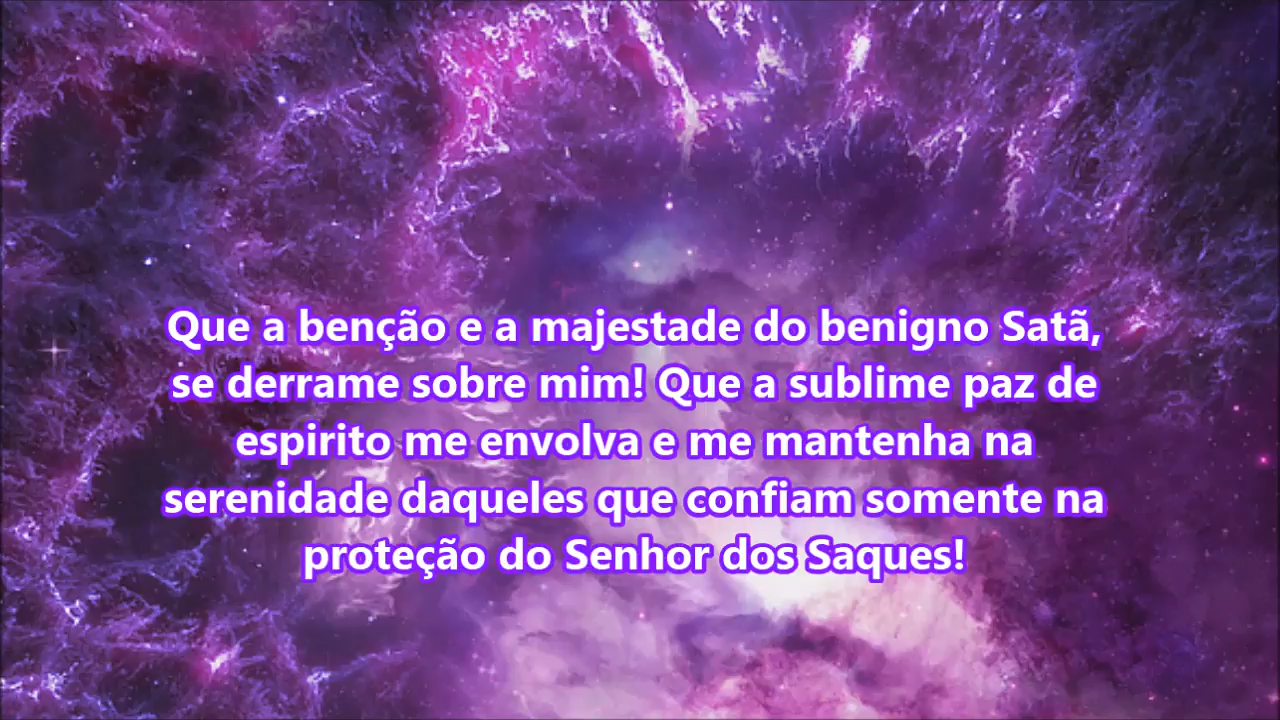 Que a benção e a majestade do benigno Satã,
se derrame sobre mim! Que a sublime paz de
espirito me envolva e me mantenha na
serenidade daqueles que confiam somente na
proteção do Senhor dos Saques!